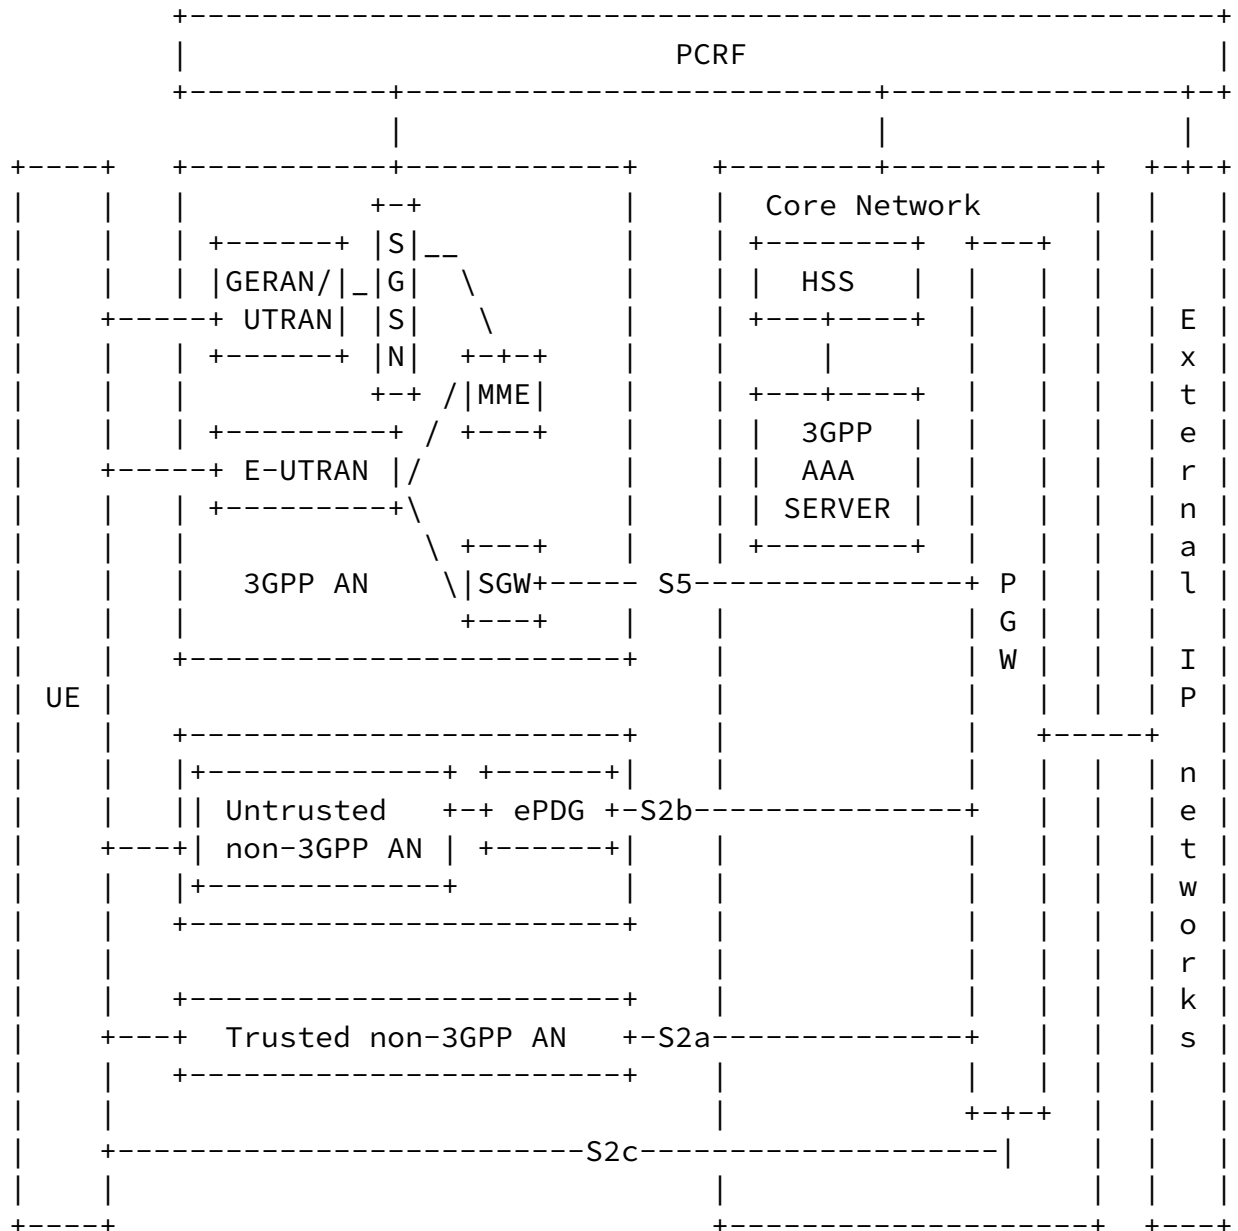 PCRF
Core Network
S
G
S
N
GERAN/
UTRAN
HSS
MME
3GPP
AAA
SERVER
E-UTRAN
3GPP AN
SGW
S5
P
G
W
UE
Untrusted
non-3GPP AN
ePDG
S2b
Trusted non-3GPP AN
S2a
S2c
E
x
t
e
r
n
a
l
I
P
n
e
t
w
o
r
k
s